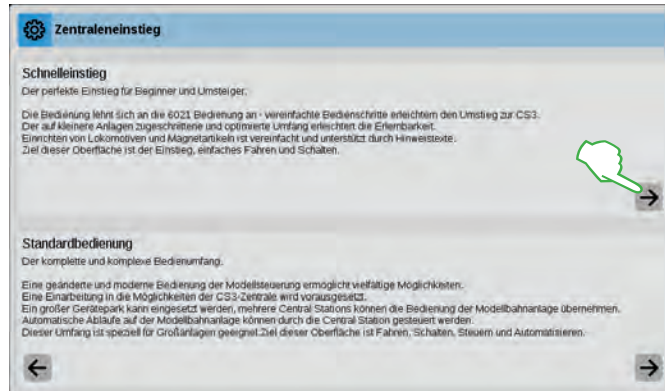 Zentraleneinstieg
Schnelleinstieg
Der perfekte Einstieg für Beginner und Umsteiger.
Die Bedienung lehnt sich an die 6021 Bedienung an - vereinfachte Bedienschritte erleichtern den Umstieg zur CS3.
Der auf kleinere Anlagen zugeschnittene und optimierte Umfang erleichtert die Erlernbarkeit.
Einrichten von Lokomotiven und Magnetartikeln ist vereinfacht und unterstützt durch Hinweistexte.
Ziel dieser Oberfläche ist der Einstieg, einfaches Fahren und Schalten.
Standardbedienung
Der komplette und komplexe Bedienumfang.
Eine geänderte und moderne Bedienung der Modellsteuerung ermöglicht vielfältige Möglichkeiten.
Eine Einarbeitung in die Möglichkeiten der CS3-Zentrale wird vorausgesetzt.
Ein großer Gerätepark kann eingesetzt werden, mehrere Central Stations können die Bedienung der Modellbahnanlage übernehmen.
Automatische Abläufe auf der Modellbahnanlage können durch die Central Station gesteuert werden.
Dieser Umfang ist speziell für Großanlagen geeignet.Ziel dieser Oberfläche ist Fahren, Schalten, Steuern und Automatisieren.